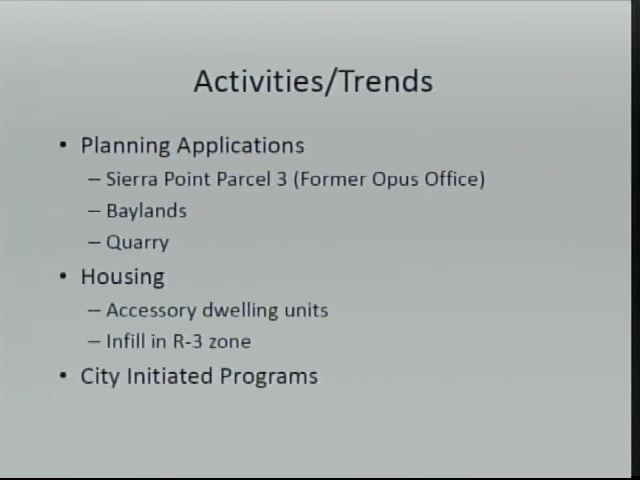 Activities/Trends
• Planning Applications
– Sierra Point Parcel 3 (Former Opus Office)
– Baylands
– Quarry
• Housing
– Accessory dwelling units
– Infill in R-3 zone
• City Initiated Programs